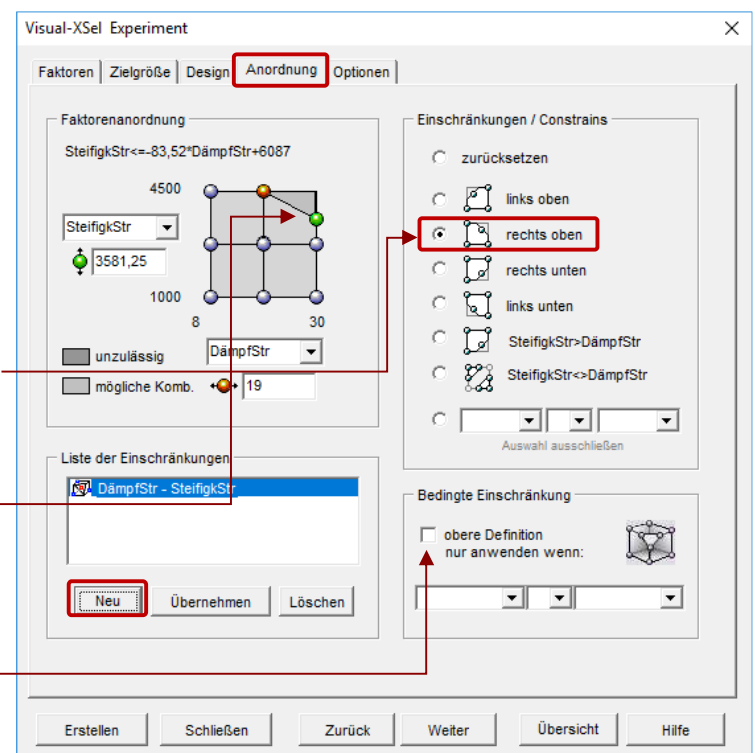 Visual-XSel Experiment
Faktoren Zielgröße Design Anordnung Optionen
Faktorenanordnung
SteifigkStr<=-83,52*DämpfStr+6087
4500
SteifigkStr
3581,25
1000
8 30
unzulässig
DämpfStr
mögliche Komb.
19
Liste der Einschränkungen
DämpfStr - SteifigkStr
Neu Übernehmen Löschen
Einschränkungen / Constrains
zurücksetzen
links oben
rechts oben
rechts unten
links unten
SteifigkStr>DämpfStr
SteifigkStr<>DämpfStr
Auswahl ausschließen
Bedingte Einschränkung
obere Definition
nur anwenden wenn:
Erstellen Schließen Zurück Weiter Übersicht Hilfe